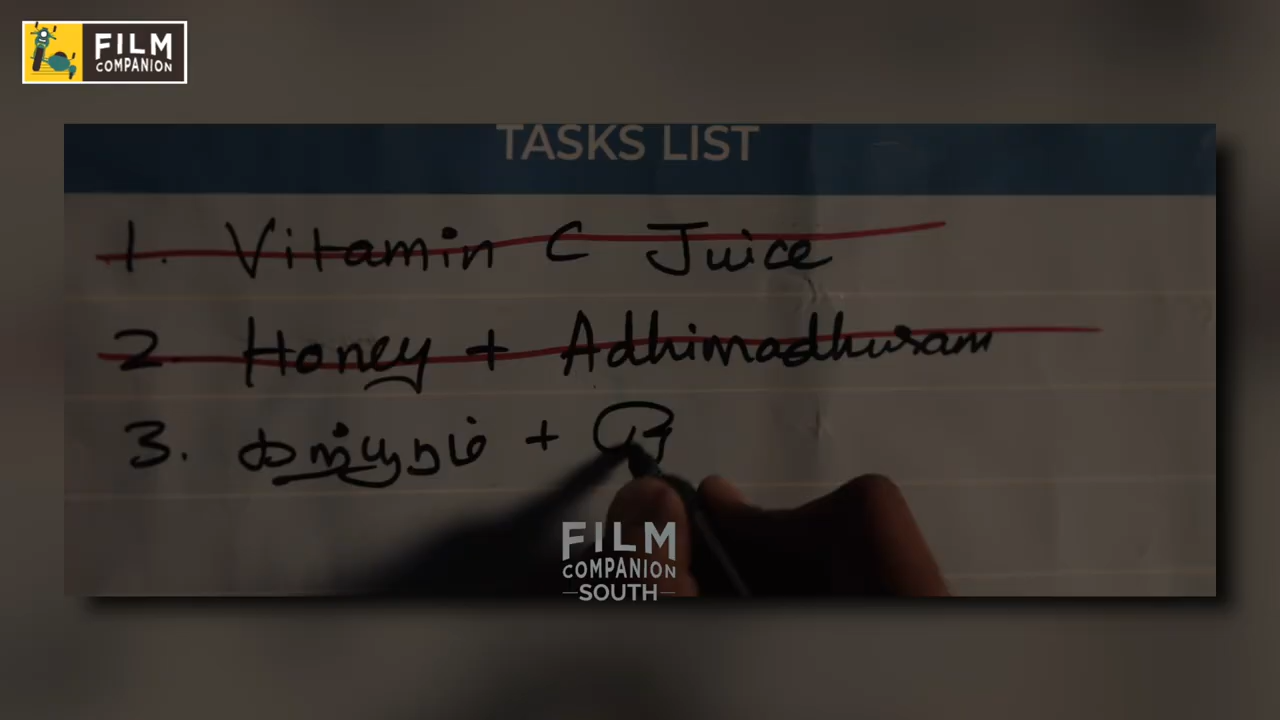 FILM
COMPANION
TASKS LIST
1. Vitamin C Juice
2. Honey + Adhimadhuram
3. கற்பூரம் +
FILM
COMPANION
SOUTH